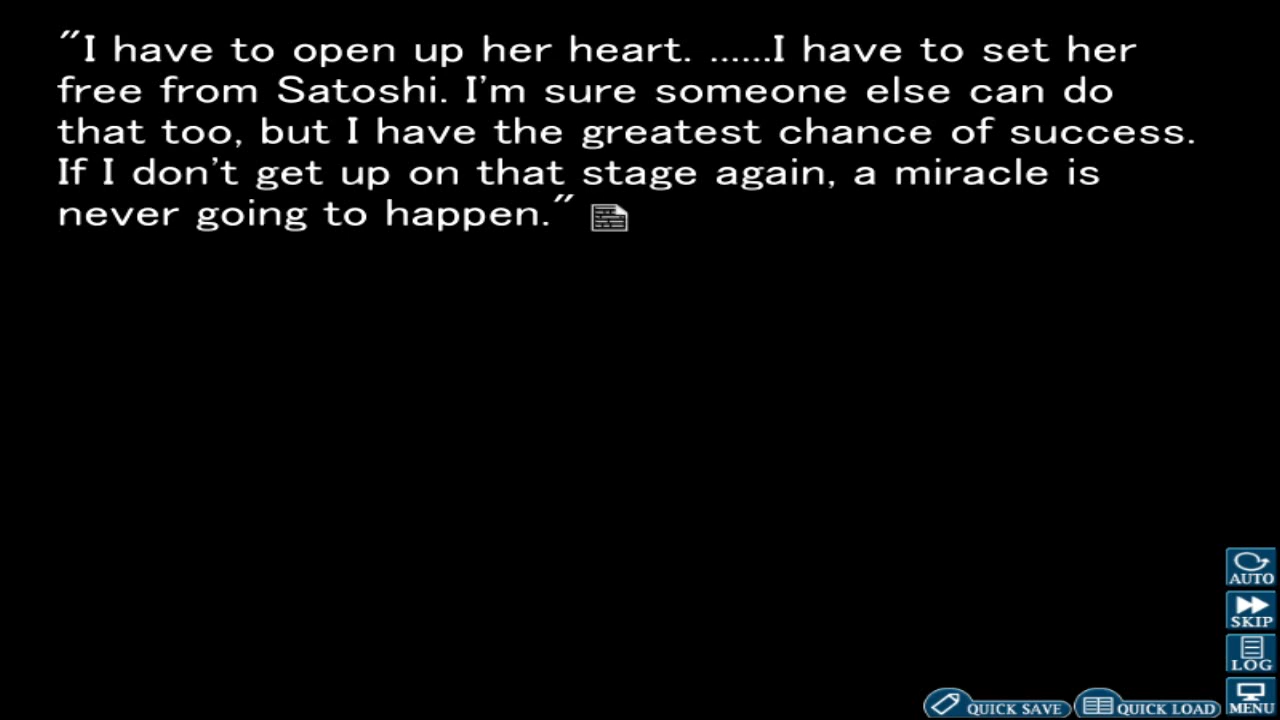 "I have to open up her heart. ......I have to set her
free from Satoshi. I'm sure someone else can do
that too, but I have the greatest chance of success.
If I don't get up on that stage again, a miracle is
never going to happen."
AUTO
SKIP
LOG
MENU
QUICK SAVE
QUICK LOAD